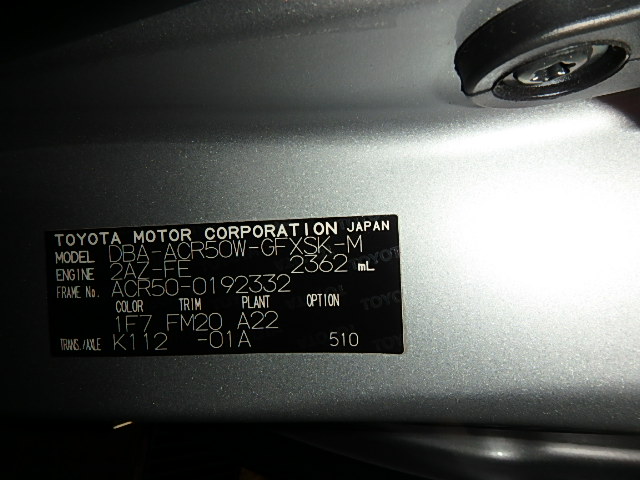 TOYOTA MOTOR CORPORATION JAPAN
MODEL DBA-ACR50W-GFXSK-M
ENGINE 2AZ-FE 2362 mL
FRAME No. ACR50-0192332
COLOR TRIM PLANT OPTION
1F7 FM20 A22
TRANS./AXLE K112 -01A 510